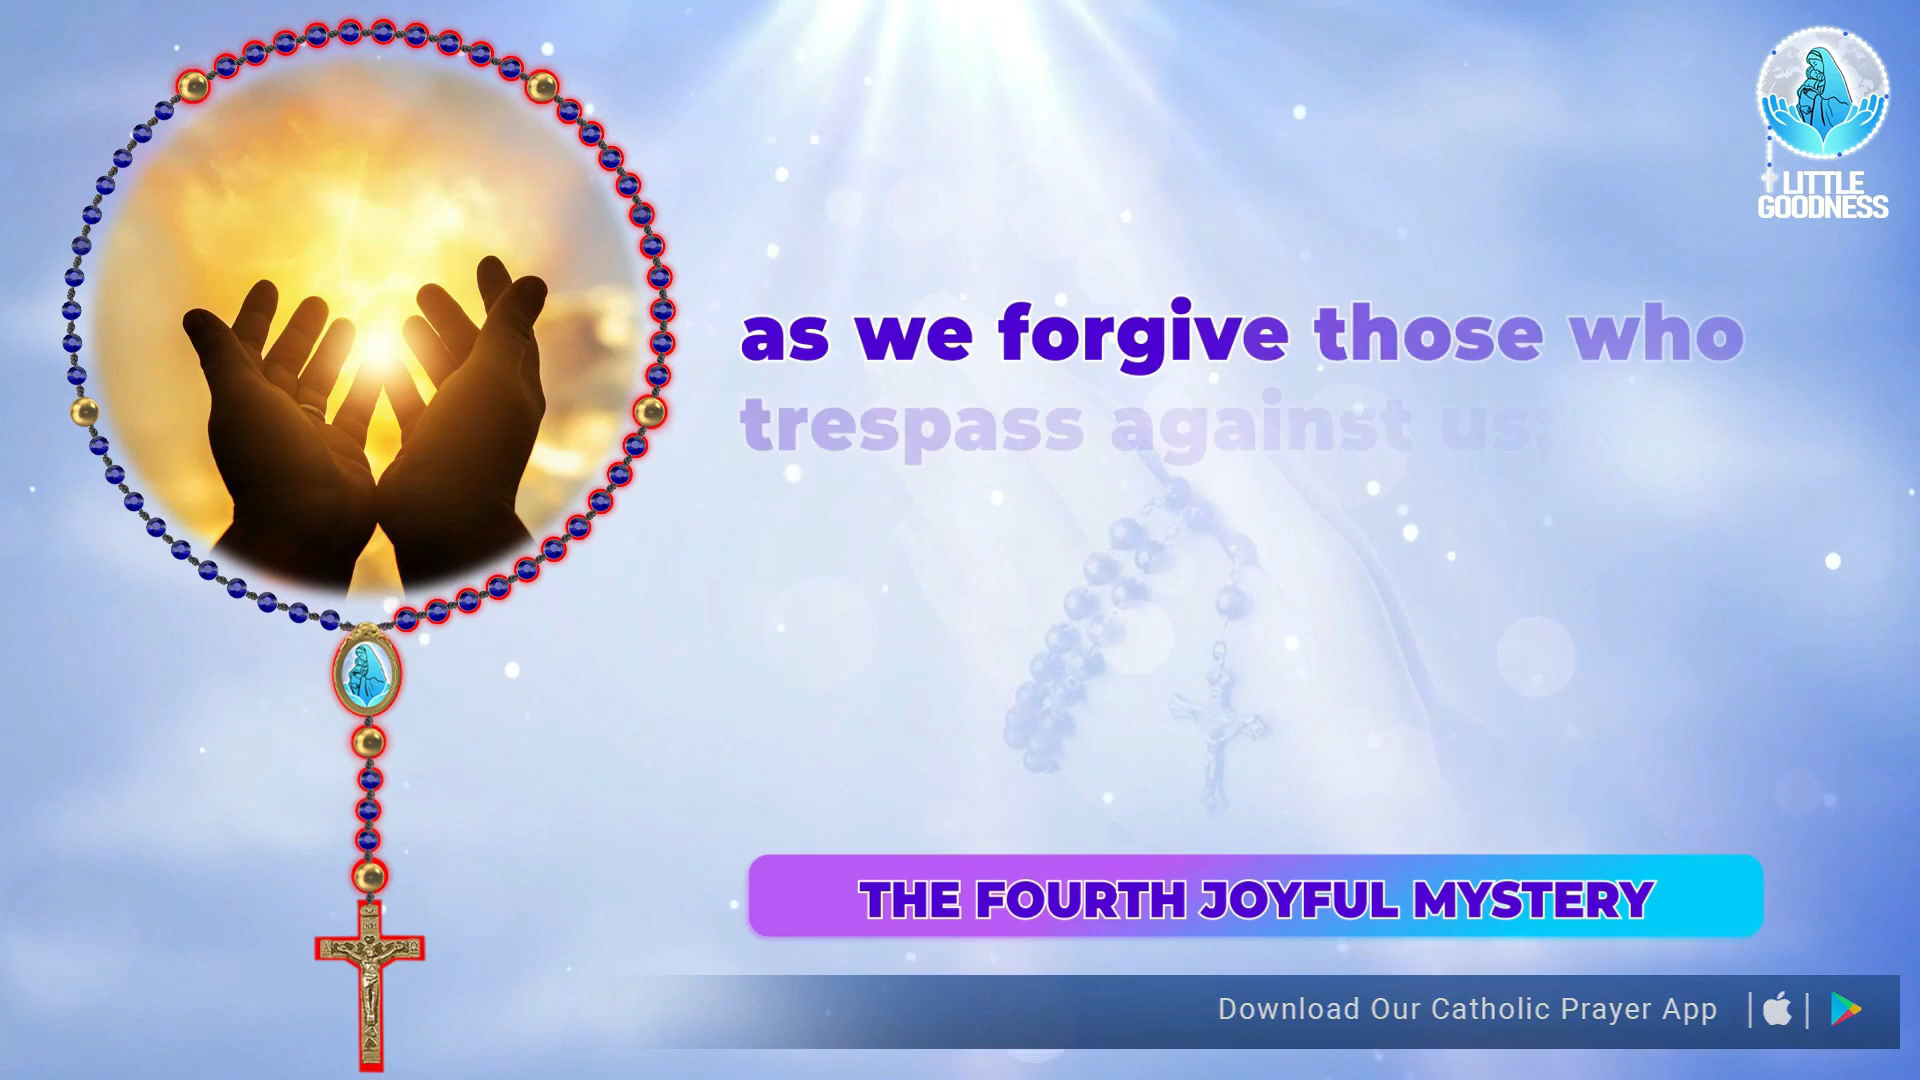 LITTLE
GOODNESS
as we forgive those who
trespass against us:
THE FOURTH JOYFUL MYSTERY
Download Our Catholic Prayer App